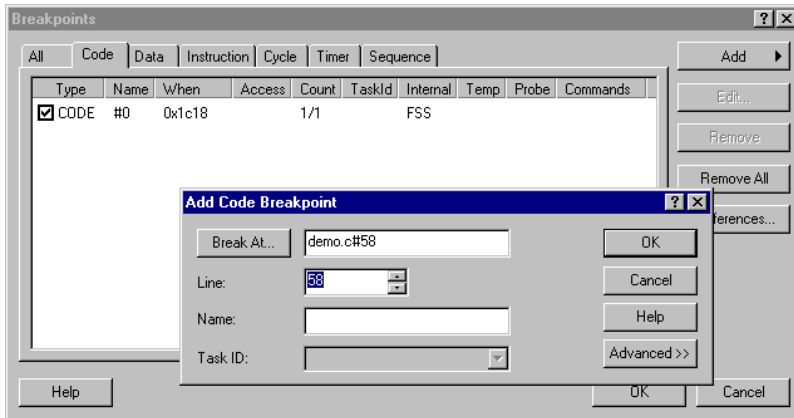 Breakpoints
All Code Data Instruction Cycle Timer Sequence
Add
Type Name When Access Count TaskId Internal Temp Probe Commands
Edit...
CODE #0 0x1c18 1/1 FSS
Remove
Remove All
ferences...
Add Code Breakpoint
Break At... demo.c#58 OK
Line: 58 Cancel
Name: Help
Task ID: Advanced >>
Help OK Cancel